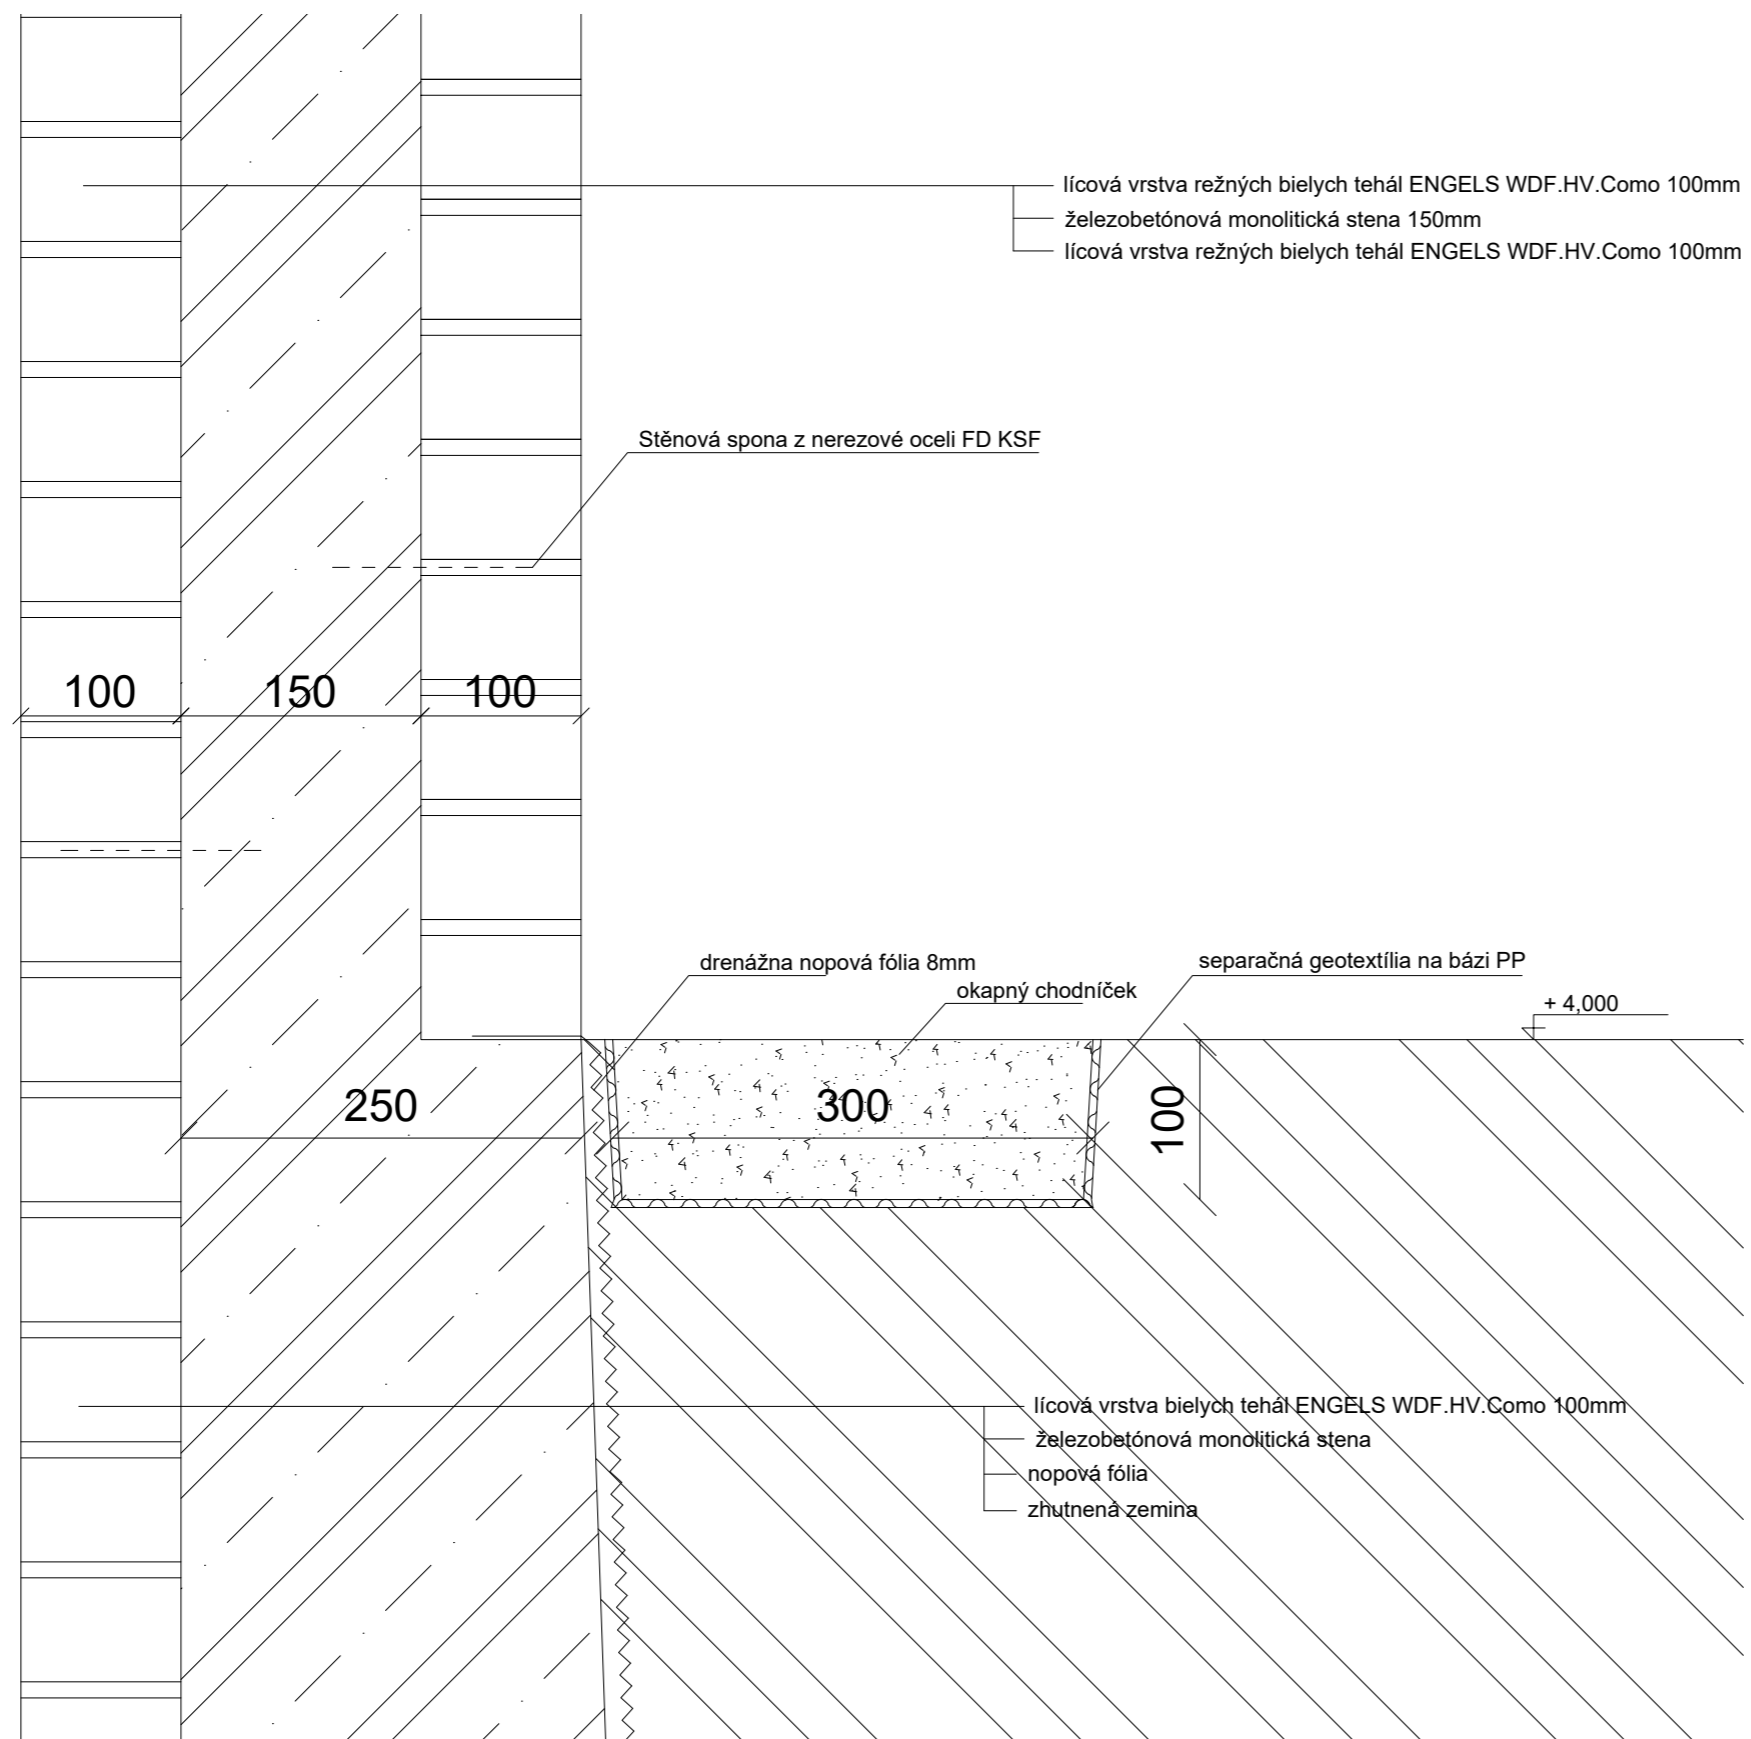 lícová vrstva režných bielych tehál ENGELS WDF.HV.Como 100mm
železobetónová monolitická stena 150mm
lícová vrstva režných bielych tehál ENGELS WDF.HV.Como 100mm
Stěnová spona z nerezové oceli FD KSF
100 150 100
drenážna nopová fólia 8mm
separačná geotextília na bázi PP
okapný chodníček
+ 4,000
250 300 100
lícová vrstva bielych tehál ENGELS WDF.HV.Como 100mm
železobetónová monolitická stena
nopová fólia
zhutnená zemina